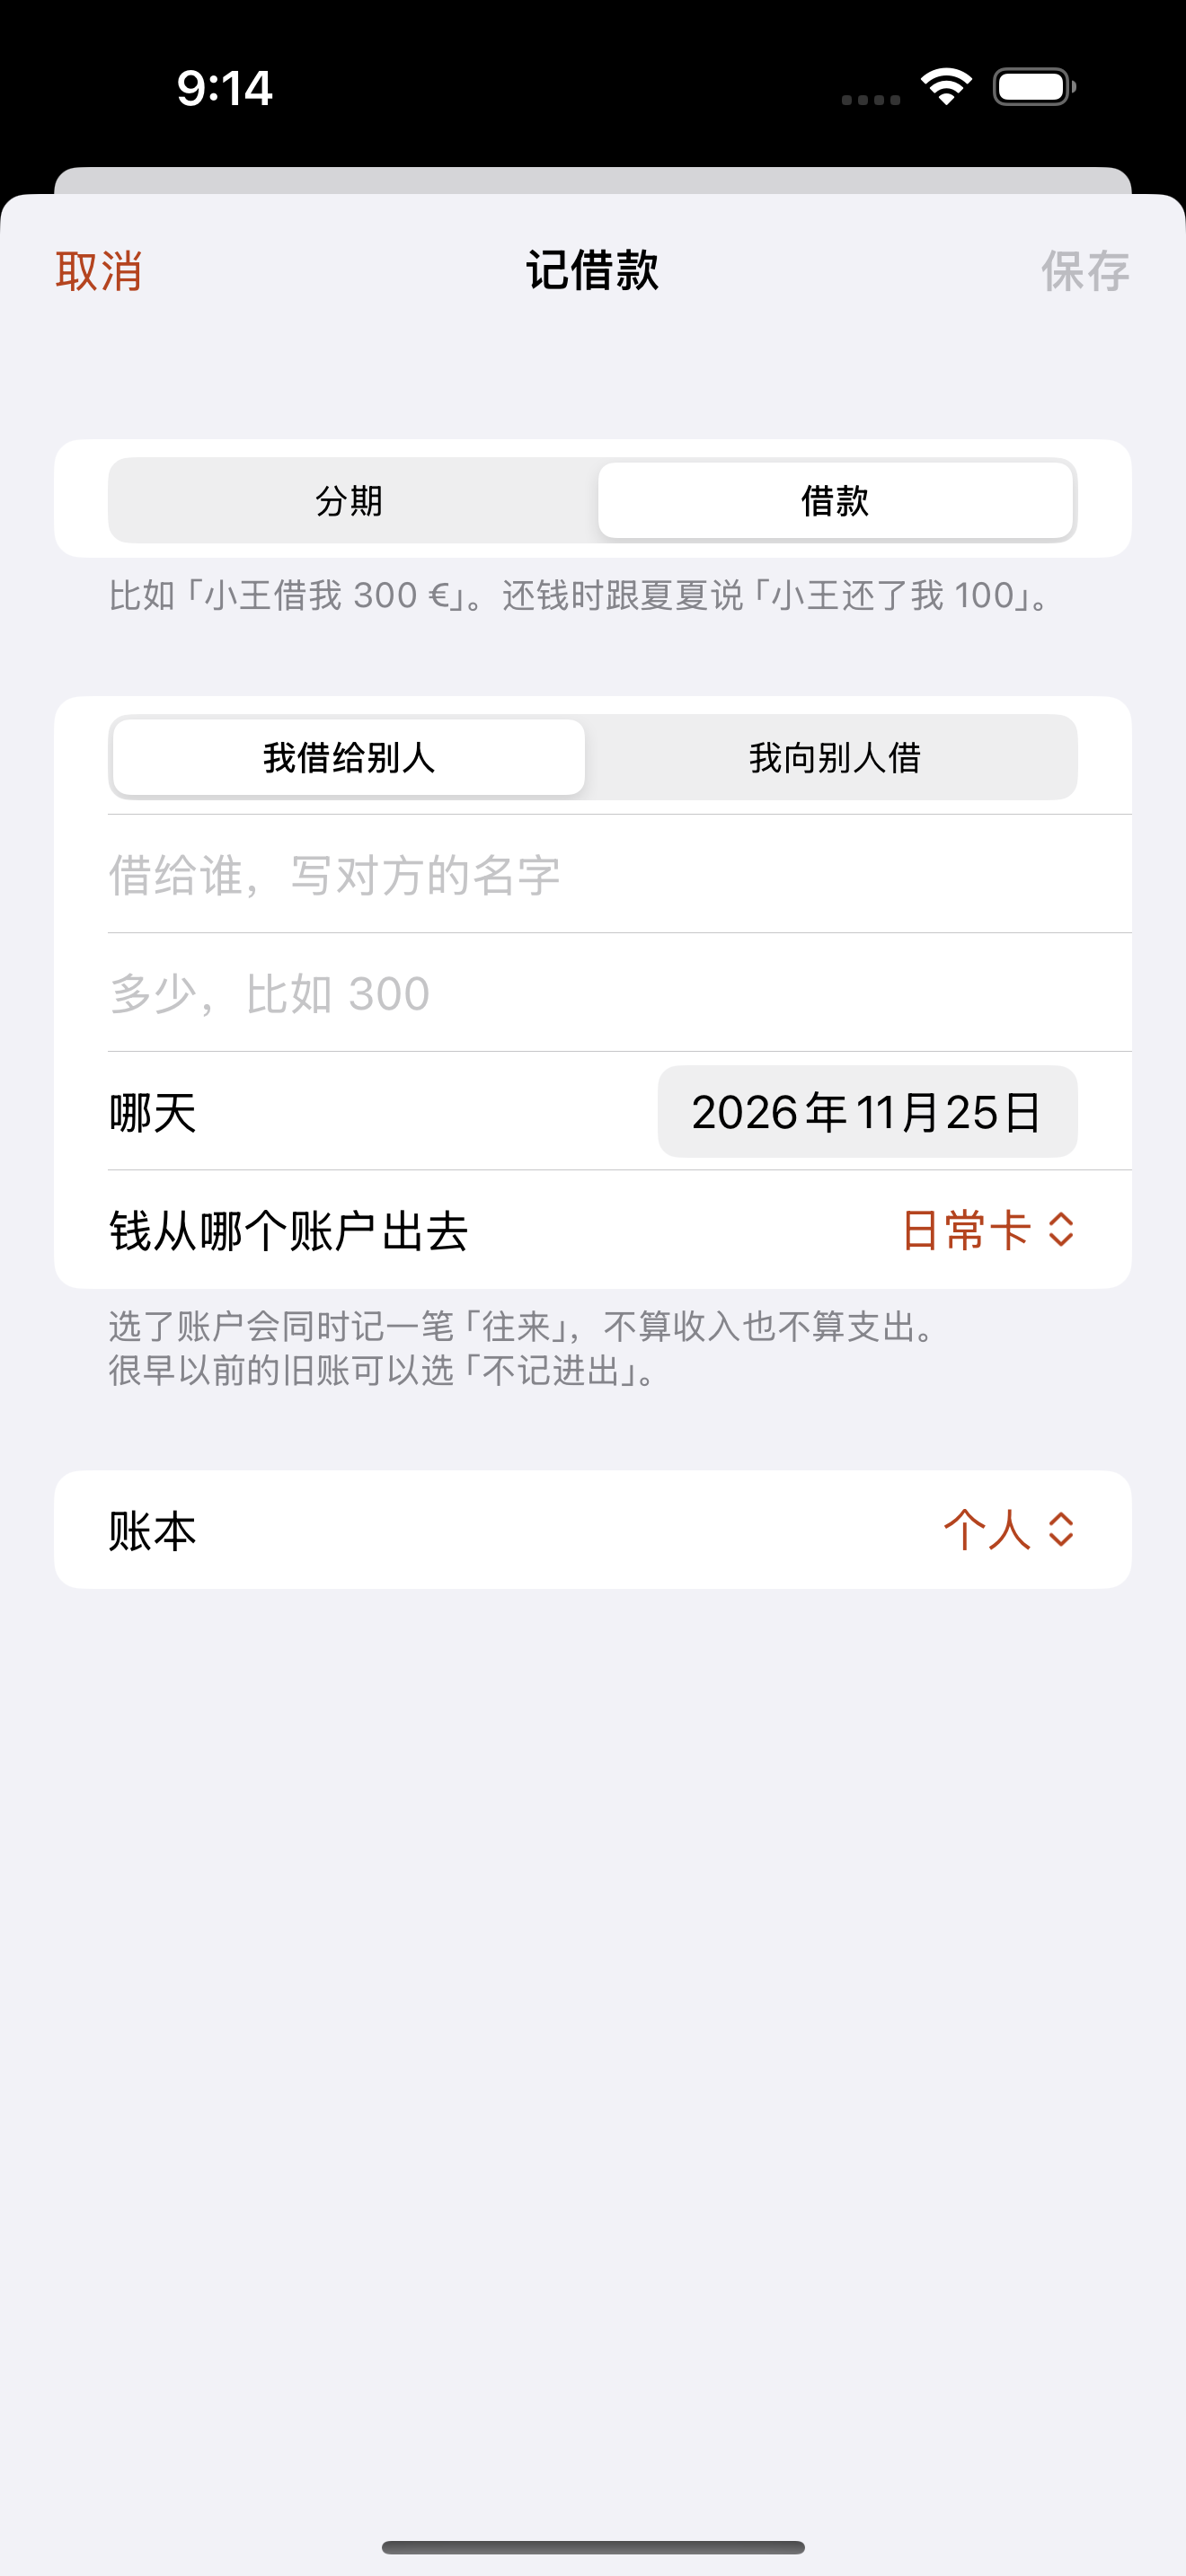 9:14
取消 记借款 保存
分期 借款
比如「小王借我 300 €」。还钱时跟夏夏说「小王还了我 100」。
我借给别人 我向别人借
借给谁，写对方的名字
多少，比如 300
哪天 2026年11月25日
钱从哪个账户出去 日常卡
选了账户会同时记一笔「往来」，不算收入也不算支出。
很早以前的旧账可以选「不记进出」。
账本 个人